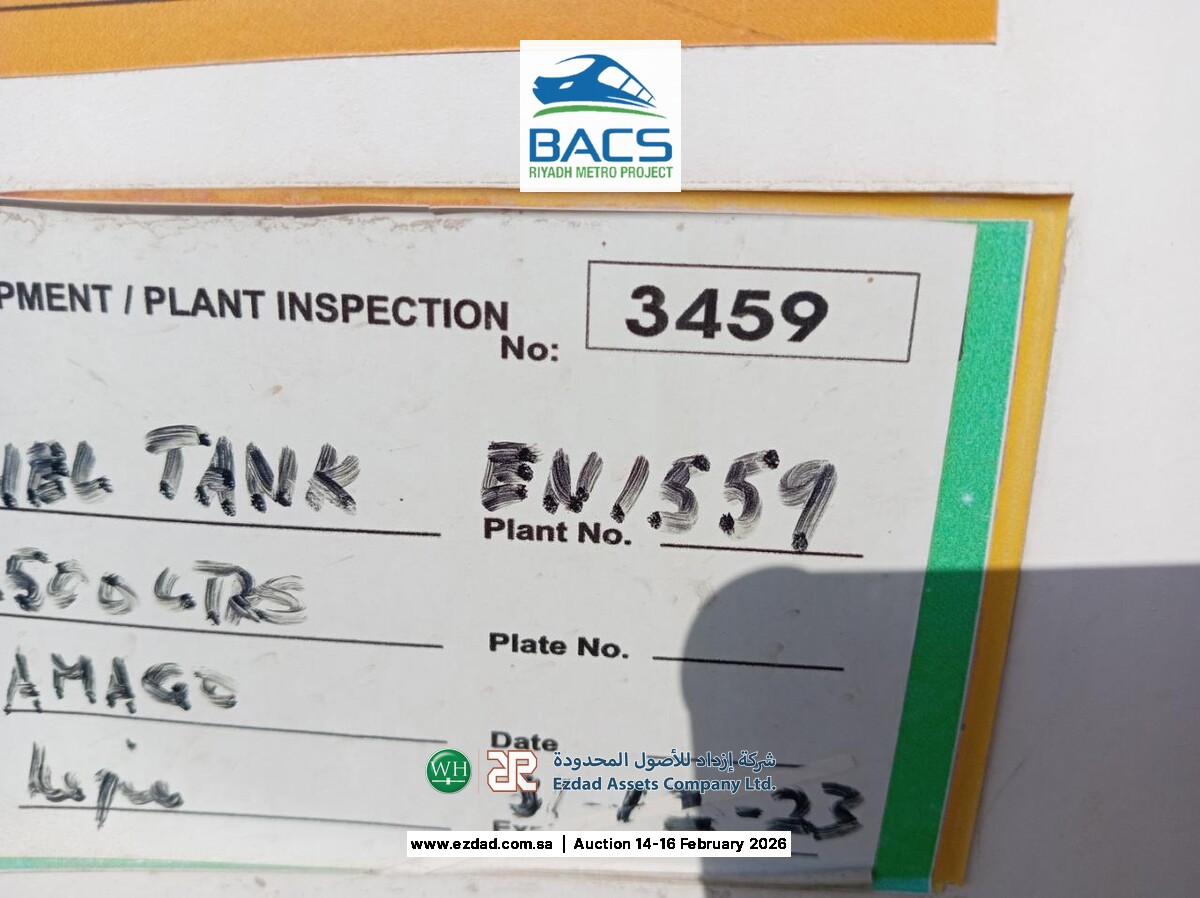 BACS
RIYADH METRO PROJECT
PMENT / PLANT INSPECTION
No: 3459
TANK EN1559
Plant No.
500 LTRS
Plate No.
AMAGO
Date
شركة إزداد للأصول المحدودة
WH Ezdad Assets Company Ltd.
-23
www.ezdad.com.sa | Auction 14-16 February 2026